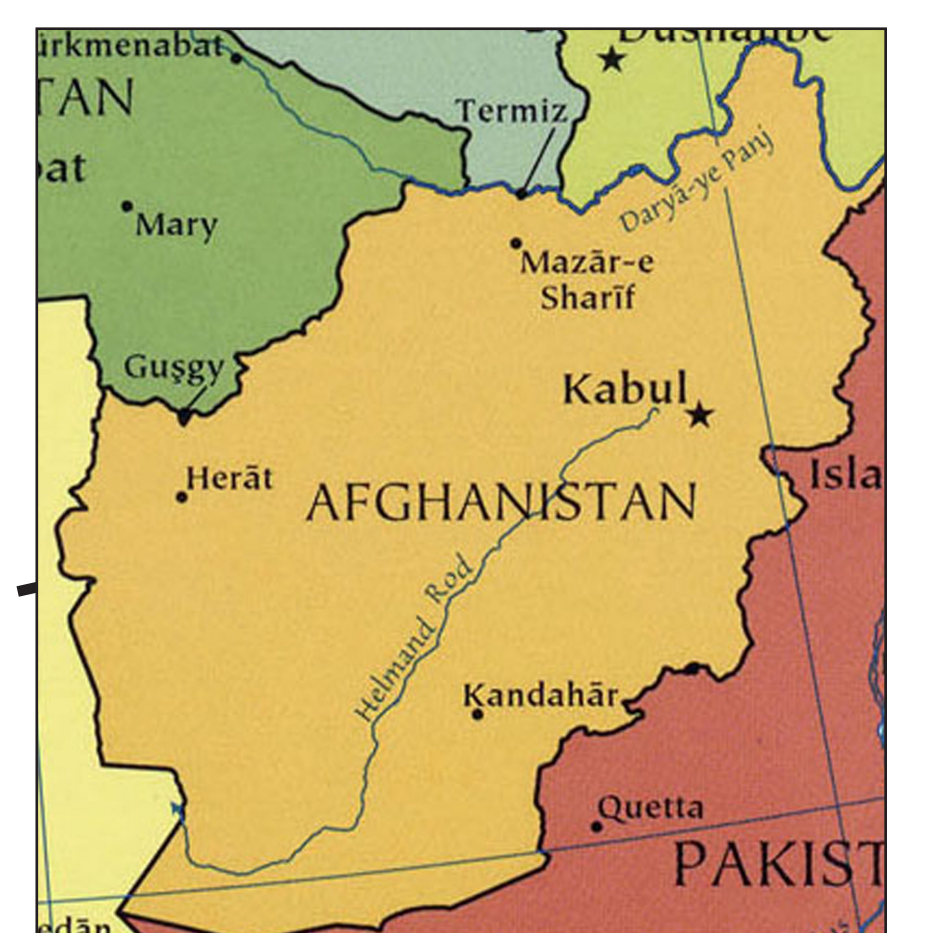 Dushanbe
ürkmenabat
TAN
Termiz
bat
Daryā-ye Panj
Mary
Mazār-e
Sharīf
Guşgy
Kabul
Herāt
AFGHANISTAN
Isla
Helmand Rod
Kandahār
Quetta
PAKIST
edān